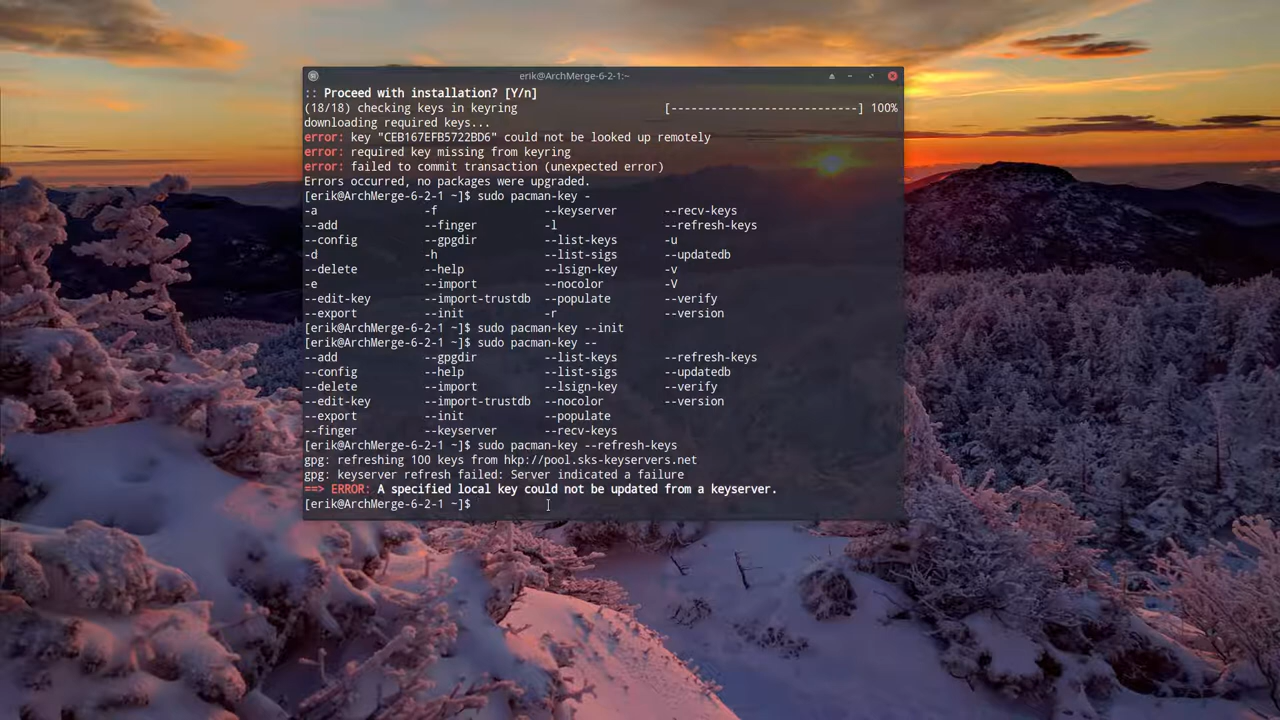 erik@ArchMerge-6-2-1:~
:: Proceed with installation? [Y/n]
(18/18) checking keys in keyring [----------------------------] 100%
downloading required keys...
error: key "CEB167EFB5722BD6" could not be looked up remotely
error: required key missing from keyring
error: failed to commit transaction (unexpected error)
Errors occurred, no packages were upgraded.
[erik@ArchMerge-6-2-1 ~]$ sudo pacman-key -
-a -f --keyserver --recv-keys
--add --finger -l --refresh-keys
--config --gpgdir --list-keys -u
-d -h --list-sigs --updatedb
--delete --help --lsign-key -v
-e --import --nocolor -V
--edit-key --import-trustdb --populate --verify
--export --init -r --version
[erik@ArchMerge-6-2-1 ~]$ sudo pacman-key --init
[erik@ArchMerge-6-2-1 ~]$ sudo pacman-key --
--add --gpgdir --list-keys --refresh-keys
--config --help --list-sigs --updatedb
--delete --import --lsign-key --verify
--edit-key --import-trustdb --nocolor --version
--export --init --populate
--finger --keyserver --recv-keys
[erik@ArchMerge-6-2-1 ~]$ sudo pacman-key --refresh-keys
gpg: refreshing 100 keys from hkp://pool.sks-keyservers.net
gpg: keyserver refresh failed: Server indicated a failure
==> ERROR: A specified local key could not be updated from a keyserver.
[erik@ArchMerge-6-2-1 ~]$